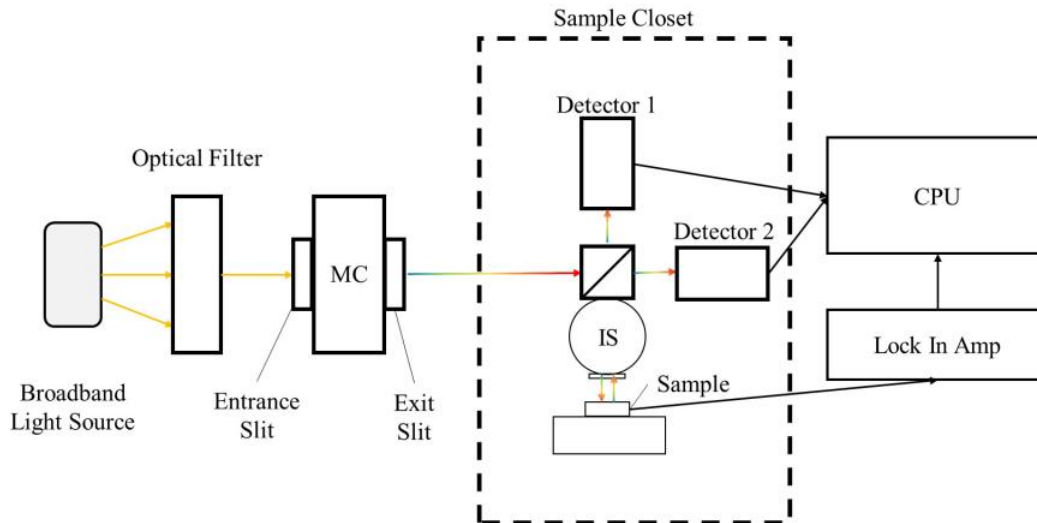 Sample Closet
Detector 1
Optical Filter
CPU
Detector 2
MC
IS
Lock In Amp
Sample
Broadband
Light Source
Entrance
Slit
Exit
Slit